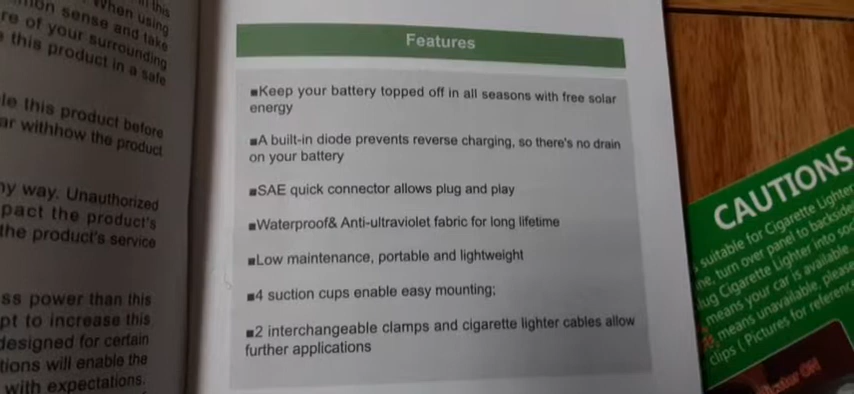 in this
mon sense and take
When using
re of your surrounding
this product in a safe
this product before
withhow the product
way. Unauthorized
pact the product's
the product's service
ss power than this
pt to increase this
designed for certain
tions will enable the
with expectations.
Features
■Keep your battery topped off in all seasons with free solar
energy
■A built-in diode prevents reverse charging, so there's no drain
on your battery
■SAE quick connector allows plug and play
■Waterproof& Anti-ultraviolet fabric for long lifetime
■Low maintenance, portable and lightweight
■4 suction cups enable easy mounting;
■2 interchangeable clamps and cigarette lighter cables allow
further applications
CAUTIONS
suitable for Cigarette Lighter
turn over panel to backside
Cigarette Lighter into soc
means your car is available
means unavailable, please
clips ( Pictures for reference